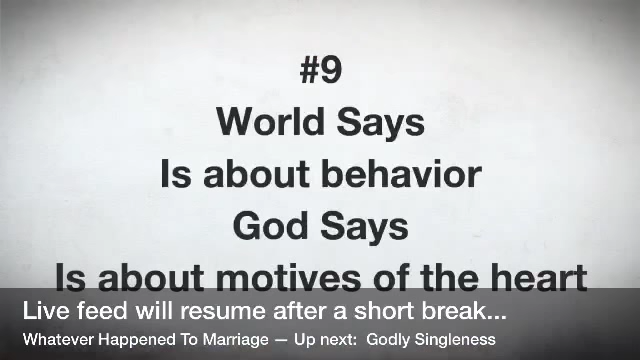 #9
World Says
Is about behavior
God Says
Is about motives of the heart
Live feed will resume after a short break...
Whatever Happened To Marriage — Up next: Godly Singleness